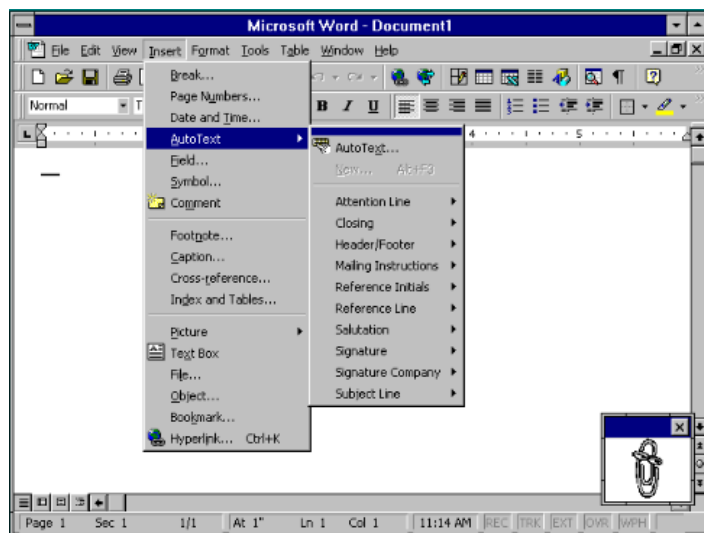 Microsoft Word - Document1
File Edit View Insert Format Tools Table Window Help
Normal
B I U
Break...
Page Numbers...
Date and Time...
AutoText
Field...
Symbol...
Comment
Footnote...
Caption...
Cross-reference...
Index and Tables...
Picture
Text Box
File...
Object...
Bookmark...
Hyperlink... Ctrl+K
AutoText...
New... Alt+F3
Attention Line
Closing
Header/Footer
Mailing Instructions
Reference Initials
Reference Line
Salutation
Signature
Signature Company
Subject Line
4 5
Page 1 Sec 1 1/1 At 1" Ln 1 Col 1 11:14 AM REC TRK EXT OVR WPH